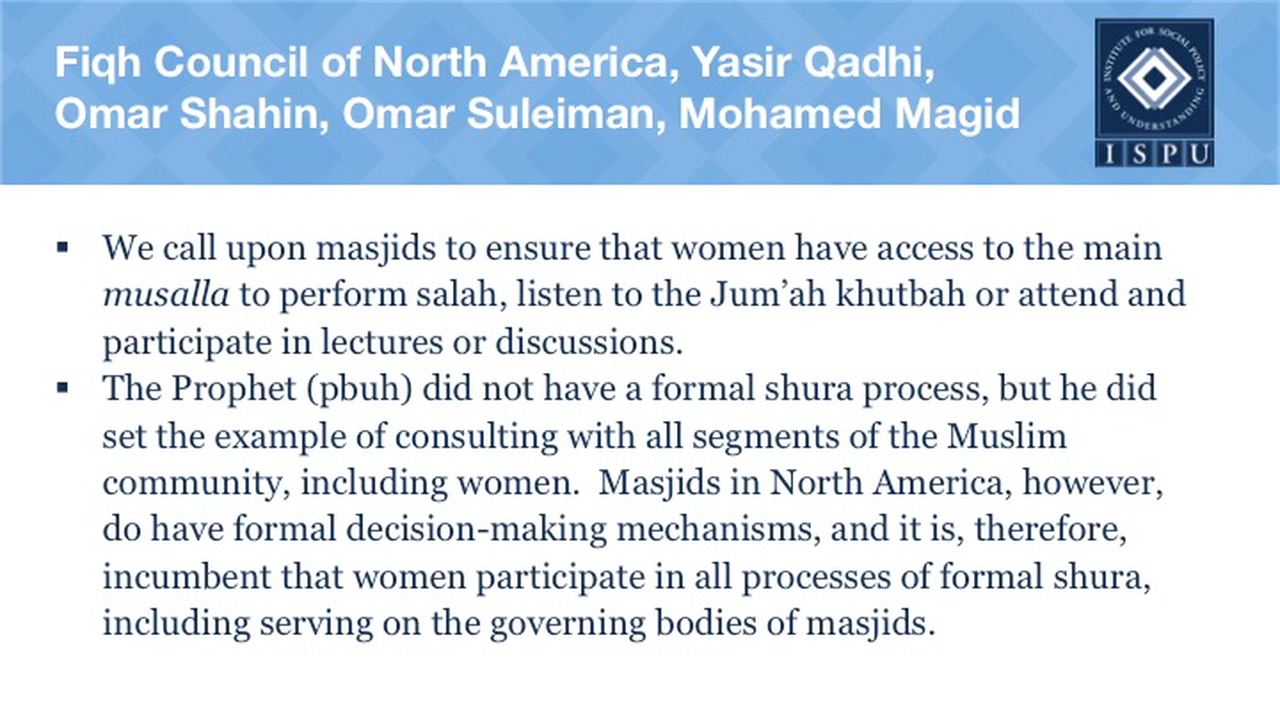 Fiqh Council of North America, Yasir Qadhi,
Omar Shahin, Omar Suleiman, Mohamed Magid
INSTITUTE FOR SOCIAL POLICY
AND UNDERSTANDING
ISPU
▪ We call upon masjids to ensure that women have access to the main
musalla to perform salah, listen to the Jum’ah khutbah or attend and
participate in lectures or discussions.
▪ The Prophet (pbuh) did not have a formal shura process, but he did
set the example of consulting with all segments of the Muslim
community, including women.  Masjids in North America, however,
do have formal decision-making mechanisms, and it is, therefore,
incumbent that women participate in all processes of formal shura,
including serving on the governing bodies of masjids.